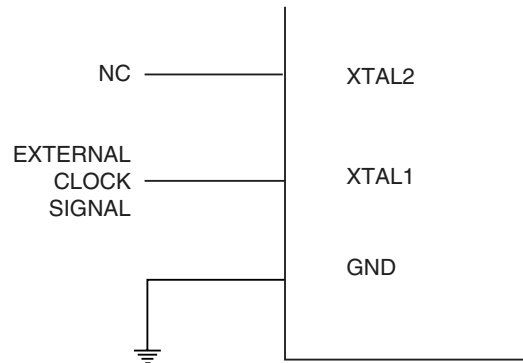 NC
XTAL2
EXTERNAL
CLOCK
SIGNAL
XTAL1
GND